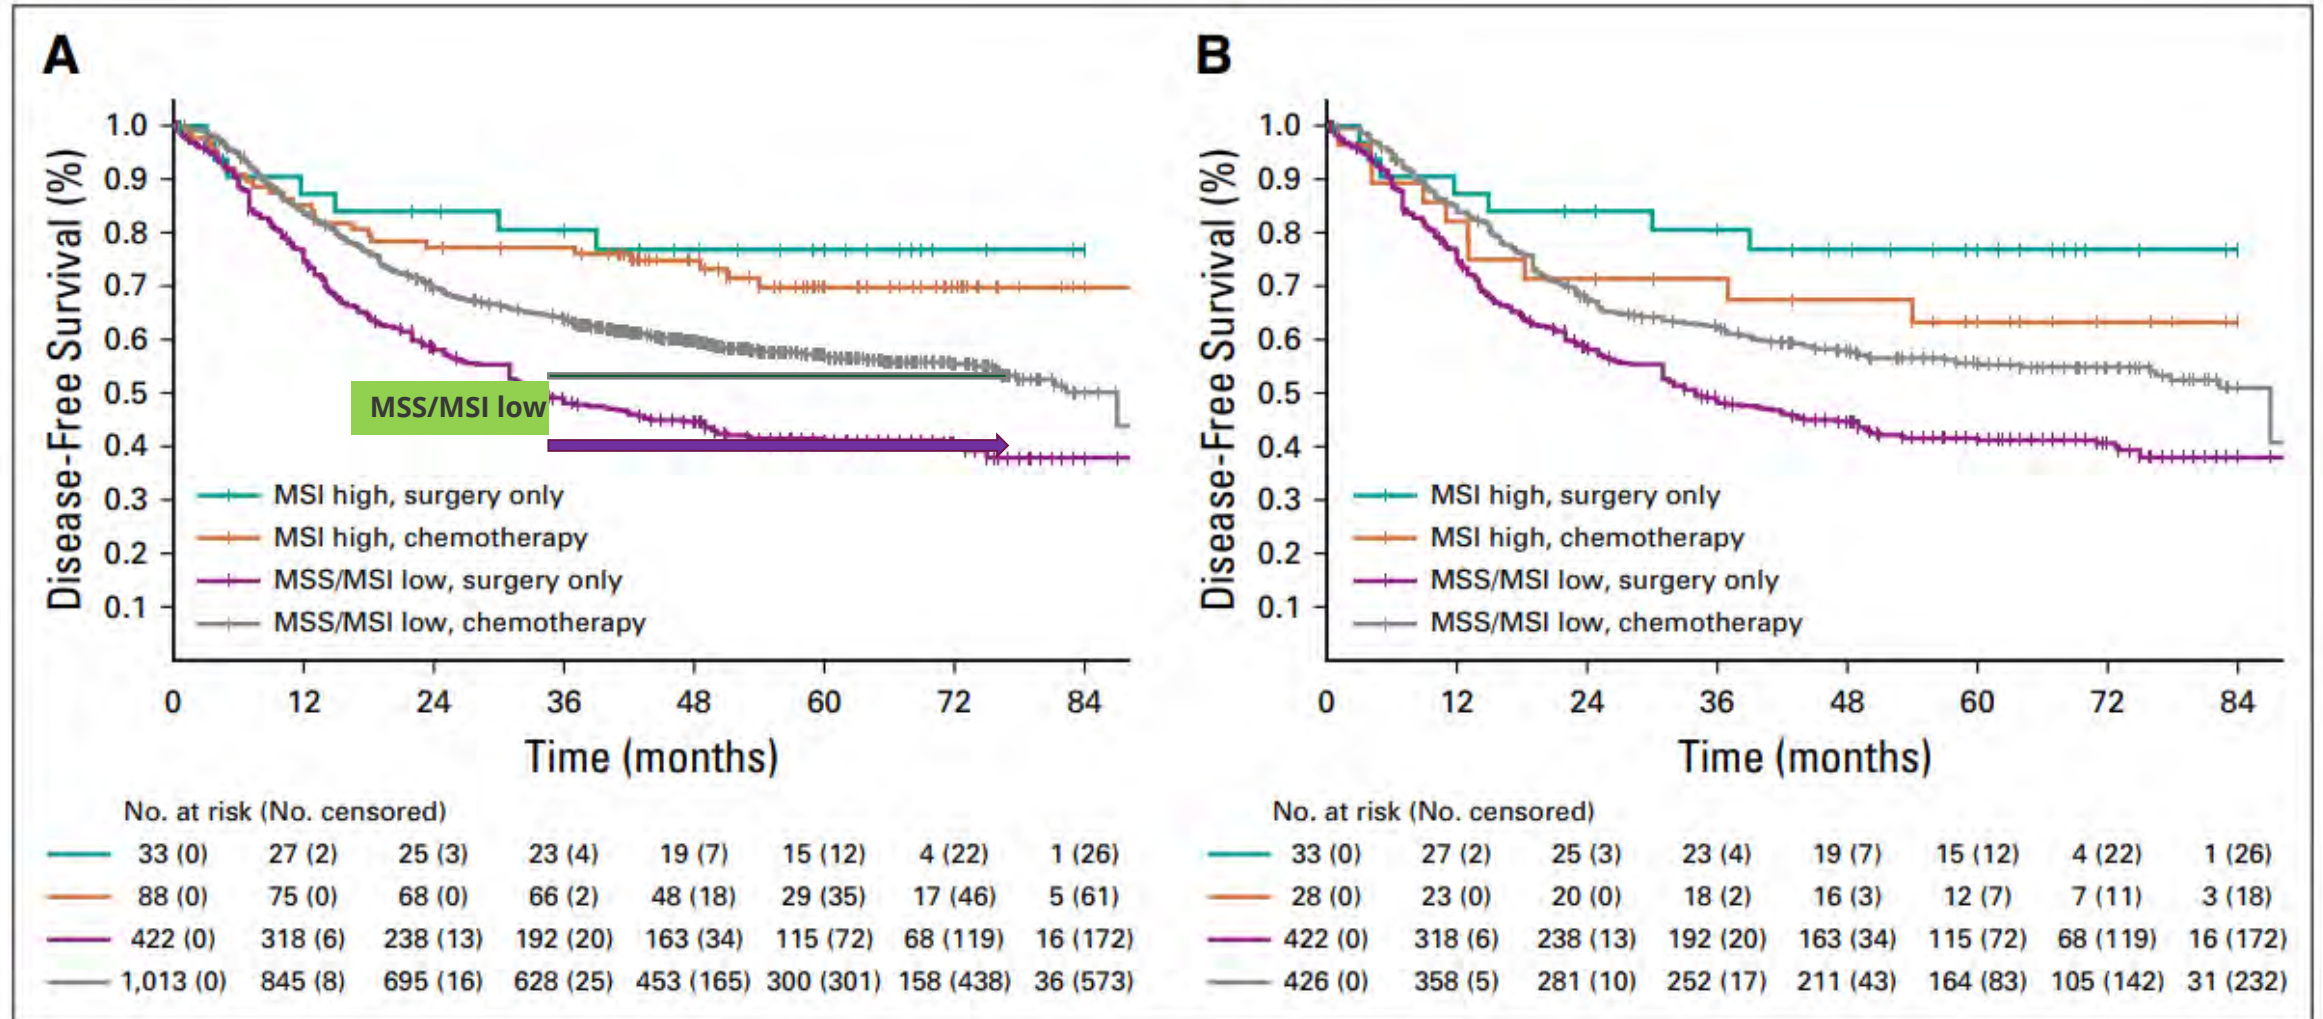 A
Disease-Free Survival (%)
1.0
0.9
0.8
0.7
0.6
0.5
0.4
0.3
0.2
0.1
MSS/MSI low
MSI high, surgery only
MSI high, chemotherapy
MSS/MSI low, surgery only
MSS/MSI low, chemotherapy
0 12 24 36 48 60 72 84
Time (months)
No. at risk (No. censored)
33 (0) 27 (2) 25 (3) 23 (4) 19 (7) 15 (12) 4 (22) 1 (26)
88 (0) 75 (0) 68 (0) 66 (2) 48 (18) 29 (35) 17 (46) 5 (61)
422 (0) 318 (6) 238 (13) 192 (20) 163 (34) 115 (72) 68 (119) 16 (172)
1,013 (0) 845 (8) 695 (16) 628 (25) 453 (165) 300 (301) 158 (438) 36 (573)
B
Disease-Free Survival (%)
1.0
0.9
0.8
0.7
0.6
0.5
0.4
0.3
0.2
0.1
MSI high, surgery only
MSI high, chemotherapy
MSS/MSI low, surgery only
MSS/MSI low, chemotherapy
0 12 24 36 48 60 72 84
Time (months)
No. at risk (No. censored)
33 (0) 27 (2) 25 (3) 23 (4) 19 (7) 15 (12) 4 (22) 1 (26)
28 (0) 23 (0) 20 (0) 18 (2) 16 (3) 12 (7) 7 (11) 3 (18)
422 (0) 318 (6) 238 (13) 192 (20) 163 (34) 115 (72) 68 (119) 16 (172)
426 (0) 358 (5) 281 (10) 252 (17) 211 (43) 164 (83) 105 (142) 31 (232)